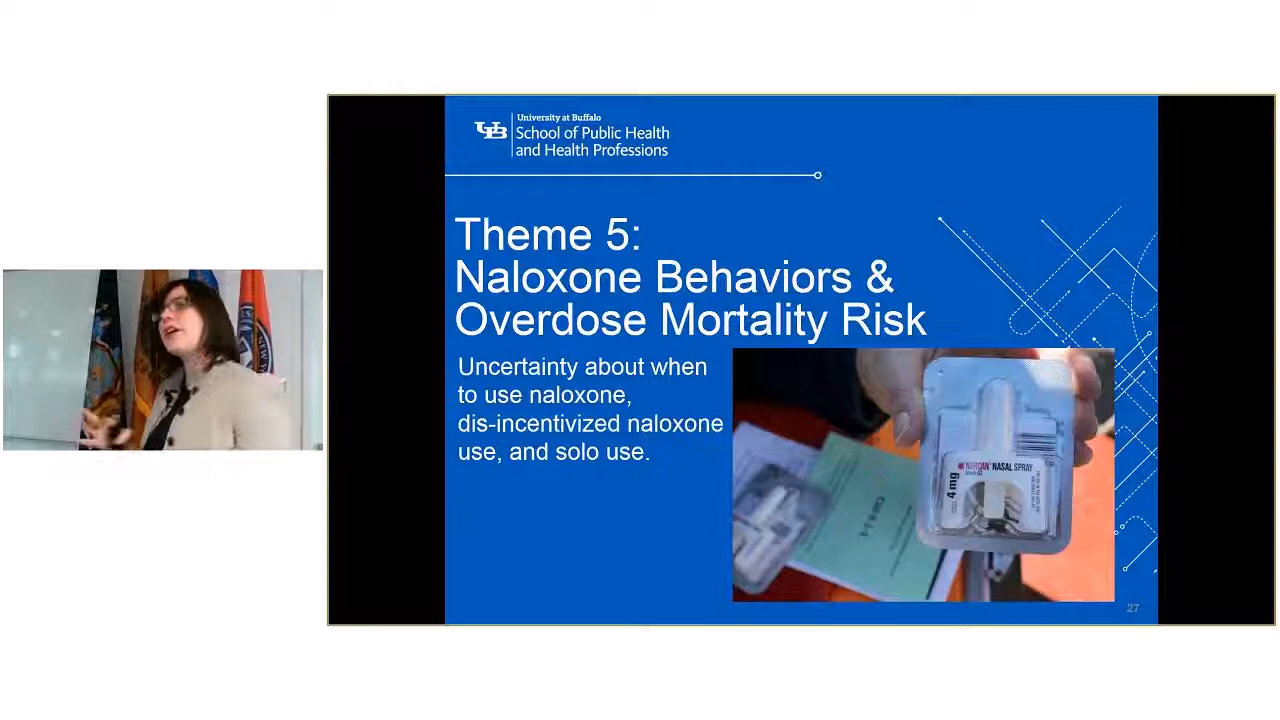 University at Buffalo
UB
School of Public Health
and Health Professions
Theme 5:
Naloxone Behaviors &
Overdose Mortality Risk
Uncertainty about when
to use naloxone,
dis-incentivized naloxone
use, and solo use.
NARCAN NASAL SPRAY
4 mg
27